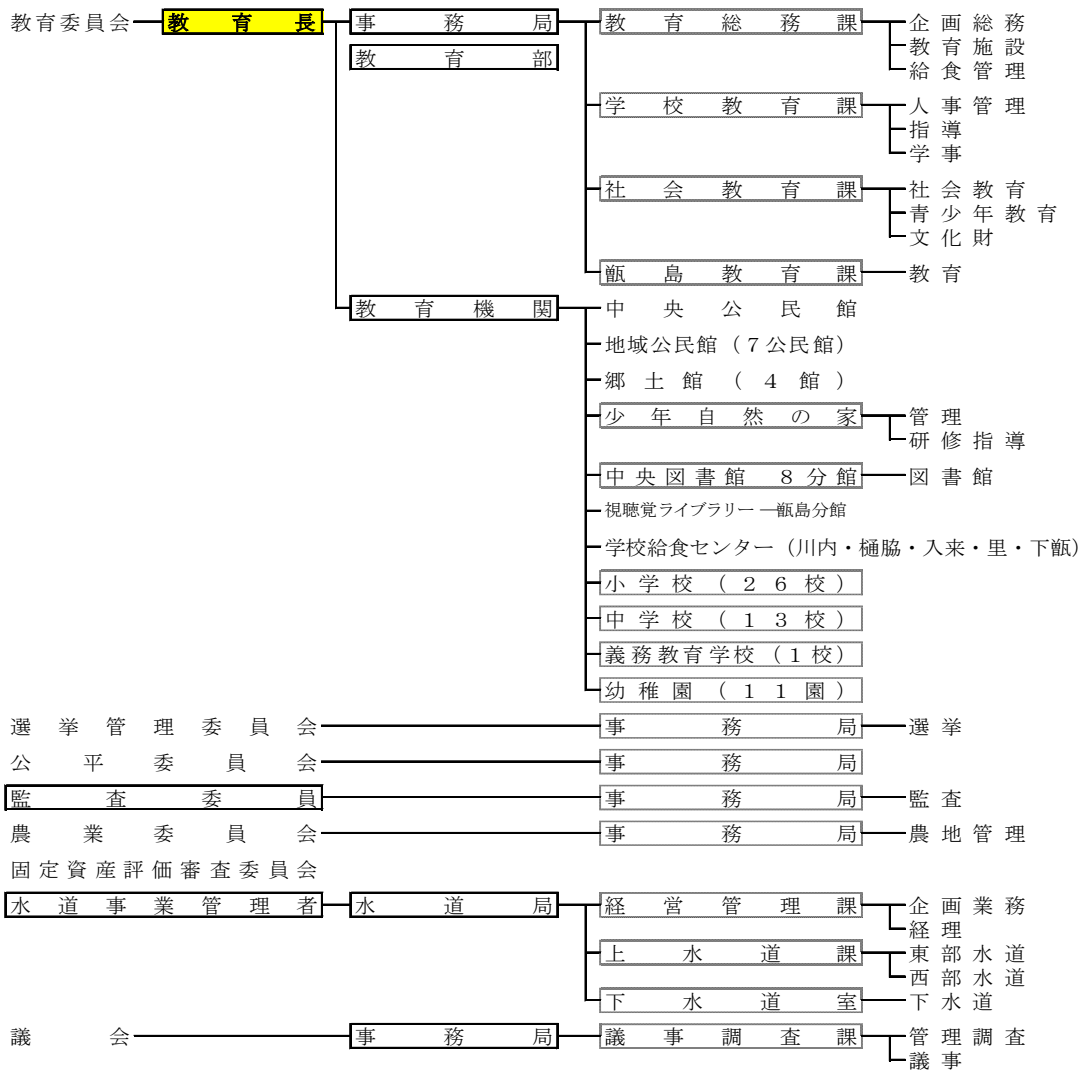 教育委員会 教育長 事務局 教育総務課 企画総務
教育部 教育施設
給食管理
学校教育課 人事管理
指導
学事
社会教育課 社会教育
青少年教育
文化財
甑島教育課 教育
教育機関 中央公民館
地域公民館（７公民館）
郷土館（４館）
少年自然の家 管理
研修指導
中央図書館 ８分館 図書館
視聴覚ライブラリー ―甑島分館
学校給食センター（川内・樋脇・入来・里・下甑）
小学校（２６校）
中学校（１３校）
義務教育学校（１校）
幼稚園（１１園）
選挙管理委員会 事務局 選挙
公平委員会 事務局
監査委員 事務局 監査
農業委員会 事務局 農地管理
固定資産評価審査委員会
水道事業管理者 水道局 経営管理課 企画業務
経理
上水道課 東部水道
西部水道
下水道室 下水道
議会 事務局 議事調査課 管理調査
議事